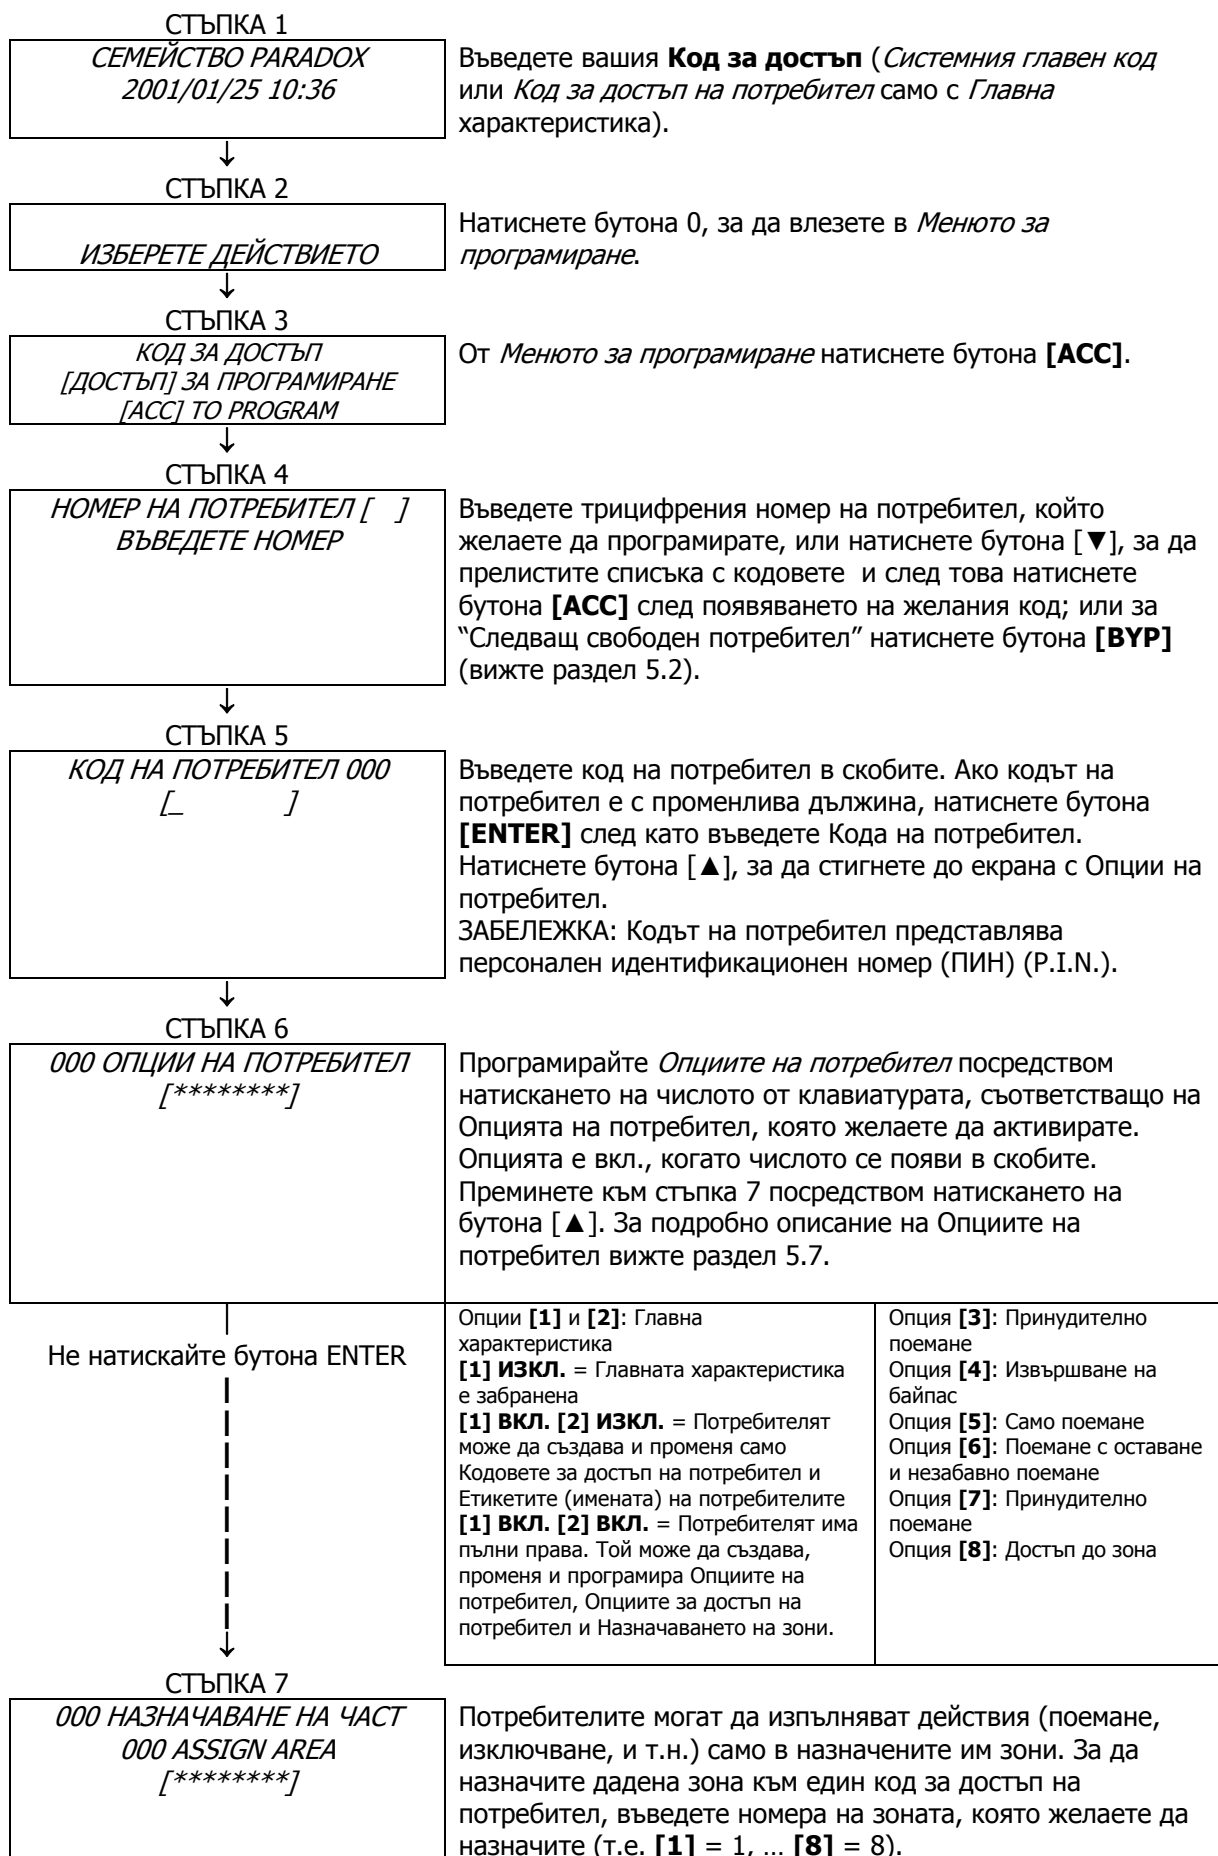 СТЪПКА 1
СЕМЕЙСТВО PARADOX
2001/01/25 10:36
Въведете вашия Код за достъп (Системния главен код
или Код за достъп на потребител само с Главна
характеристика).
↓
СТЪПКА 2
ИЗБЕРЕТЕ ДЕЙСТВИЕТО
Натиснете бутона 0, за да влезете в Менюто за
програмиране.
↓
СТЪПКА 3
КОД ЗА ДОСТЪП
[ДОСТЪП] ЗА ПРОГРАМИРАНЕ
[ACC] TO PROGRAM
От Менюто за програмиране натиснете бутона [ACC].
↓
СТЪПКА 4
НОМЕР НА ПОТРЕБИТЕЛ [   ]
ВЪВЕДЕТЕ НОМЕР
Въведете трицифрения номер на потребител, който
желаете да програмирате, или натиснете бутона [▼], за да
прелистите списъка с кодовете  и след това натиснете
бутона [ACC] след появяването на желания код; или за
“Следващ свободен потребител” натиснете бутона [BYP]
(вижте раздел 5.2).
↓
СТЪПКА 5
КОД НА ПОТРЕБИТЕЛ 000
[_        ]
Въведете код на потребител в скобите. Ако кодът на
потребител е с променлива дължина, натиснете бутона
[ENTER] след като въведете Кода на потребител.
Натиснете бутона [▲], за да стигнете до екрана с Опции на
потребител.
ЗАБЕЛЕЖКА: Кодът на потребител представлява
персонален идентификационен номер (ПИН) (P.I.N.).
↓
СТЪПКА 6
000 ОПЦИИ НА ПОТРЕБИТЕЛ
[********]
Програмирайте Опциите на потребител посредством
натискането на числото от клавиатурата, съответстващо на
Опцията на потребител, която желаете да активирате.
Опцията е вкл., когато числото се появи в скобите.
Преминете към стъпка 7 посредством натискането на
бутона [▲]. За подробно описание на Опциите на
потребител вижте раздел 5.7.
Не натискайте бутона ENTER
↓
Опции [1] и [2]: Главна
характеристика
[1] ИЗКЛ. = Главната характеристика
е забранена
[1] ВКЛ. [2] ИЗКЛ. = Потребителят
може да създава и променя само
Кодовете за достъп на потребител и
Етикетите (имената) на потребителите
[1] ВКЛ. [2] ВКЛ. = Потребителят има
пълни права. Той може да създава,
променя и програмира Опциите на
потребител, Опциите за достъп на
потребител и Назначаването на зони.
Опция [3]: Принудително
поемане
Опция [4]: Извършване на
байпас
Опция [5]: Само поемане
Опция [6]: Поемане с оставане
и незабавно поемане
Опция [7]: Принудително
поемане
Опция [8]: Достъп до зона
СТЪПКА 7
000 НАЗНАЧАВАНЕ НА ЧАСТ
000 ASSIGN AREA
[********]
Потребителите могат да изпълняват действия (поемане,
изключване, и т.н.) само в назначените им зони. За да
назначите дадена зона към един код за достъп на
потребител, въведете номера на зоната, която желаете да
назначите (т.е. [1] = 1, … [8] = 8).